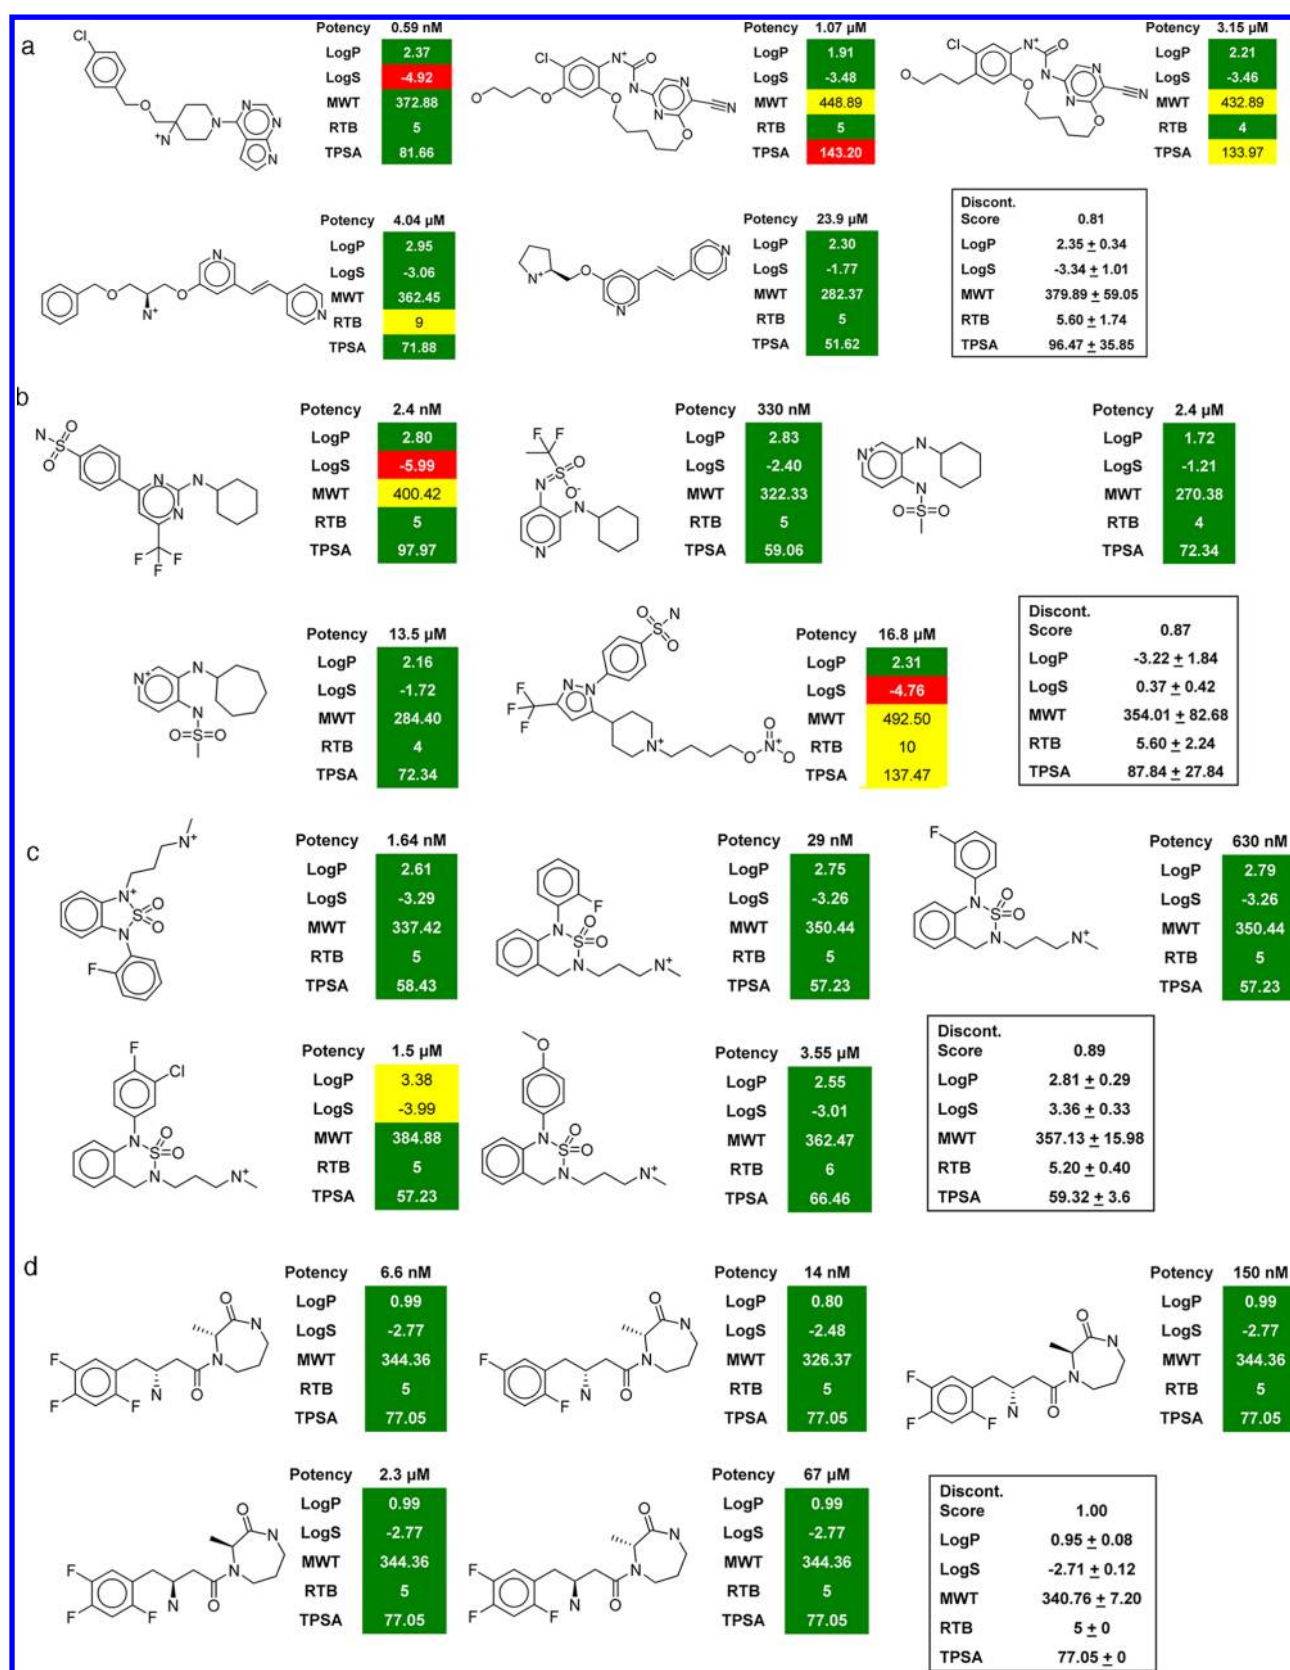 a
Potency 0.59 nM
LogP 2.37
LogS -4.92
MWT 372.88
RTB 5
TPSA 81.66
Cl
O
N+
N
N
N
N
Potency 1.07 µM
LogP 1.91
LogS -3.48
MWT 448.89
RTB 5
TPSA 143.20
Cl
N+
O
N
N
N
N
O
O
O
O
Potency 3.15 µM
LogP 2.21
LogS -3.46
MWT 432.89
RTB 4
TPSA 133.97
Cl
N+
O
N
N
N
N
O
O
O
Potency 4.04 µM
LogP 2.95
LogS -3.06
MWT 362.45
RTB 9
TPSA 71.88
O
N+
O
N
N
Potency 23.9 µM
LogP 2.30
LogS -1.77
MWT 282.37
RTB 5
TPSA 51.62
N+
O
N
N
Discont.
Score 0.81
LogP 2.35 ± 0.34
LogS -3.34 ± 1.01
MWT 379.89 ± 59.05
RTB 5.60 ± 1.74
TPSA 96.47 ± 35.85
b
Potency 2.4 nM
LogP 2.80
LogS -5.99
MWT 400.42
RTB 5
TPSA 97.97
N
S
O
O
N
N
N
F
F
F
Potency 330 nM
LogP 2.83
LogS -2.40
MWT 322.33
RTB 5
TPSA 59.06
F
F
S
O
O-
N
N
N
Potency 2.4 µM
LogP 1.72
LogS -1.21
MWT 270.38
RTB 4
TPSA 72.34
N+
N
N
O=S=O
Potency 13.5 µM
LogP 2.16
LogS -1.72
MWT 284.40
RTB 4
TPSA 72.34
N+
N
N
O=S=O
Potency 16.8 µM
LogP 2.31
LogS -4.76
MWT 492.50
RTB 10
TPSA 137.47
O
N
S
O
N
N
F
F
F
N+
O
N+
O
O-
Discont.
Score 0.87
LogP -3.22 ± 1.84
LogS 0.37 ± 0.42
MWT 354.01 ± 82.68
RTB 5.60 ± 2.24
TPSA 87.84 ± 27.84
c
Potency 1.64 nM
LogP 2.61
LogS -3.29
MWT 337.42
RTB 5
TPSA 58.43
N+
N+
S
O
O
N
F
Potency 29 nM
LogP 2.75
LogS -3.26
MWT 350.44
RTB 5
TPSA 57.23
F
O
O
N
S
N
N+
Potency 630 nM
LogP 2.79
LogS -3.26
MWT 350.44
RTB 5
TPSA 57.23
F
O
O
N
S
N
N+
Potency 1.5 µM
LogP 3.38
LogS -3.99
MWT 384.88
RTB 5
TPSA 57.23
F
Cl
O
O
N
S
N
N+
Potency 3.55 µM
LogP 2.55
LogS -3.01
MWT 362.47
RTB 6
TPSA 66.46
O
O
O
N
S
N
N+
Discont.
Score 0.89
LogP 2.81 ± 0.29
LogS 3.36 ± 0.33
MWT 357.13 ± 15.98
RTB 5.20 ± 0.40
TPSA 59.32 ± 3.6
d
Potency 6.6 nM
LogP 0.99
LogS -2.77
MWT 344.36
RTB 5
TPSA 77.05
O
N
N
O
N
F
F
F
Potency 14 nM
LogP 0.80
LogS -2.48
MWT 326.37
RTB 5
TPSA 77.05
O
N
N
O
N
F
F
Potency 150 nM
LogP 0.99
LogS -2.77
MWT 344.36
RTB 5
TPSA 77.05
O
N
N
O
N
F
F
F
Potency 2.3 µM
LogP 0.99
LogS -2.77
MWT 344.36
RTB 5
TPSA 77.05
O
N
N
O
N
F
F
F
Potency 67 µM
LogP 0.99
LogS -2.77
MWT 344.36
RTB 5
TPSA 77.05
O
N
N
O
N
F
F
F
Discont.
Score 1.00
LogP 0.95 ± 0.08
LogS -2.71 ± 0.12
MWT 340.76 ± 7.20
RTB 5 ± 0
TPSA 77.05 ± 0